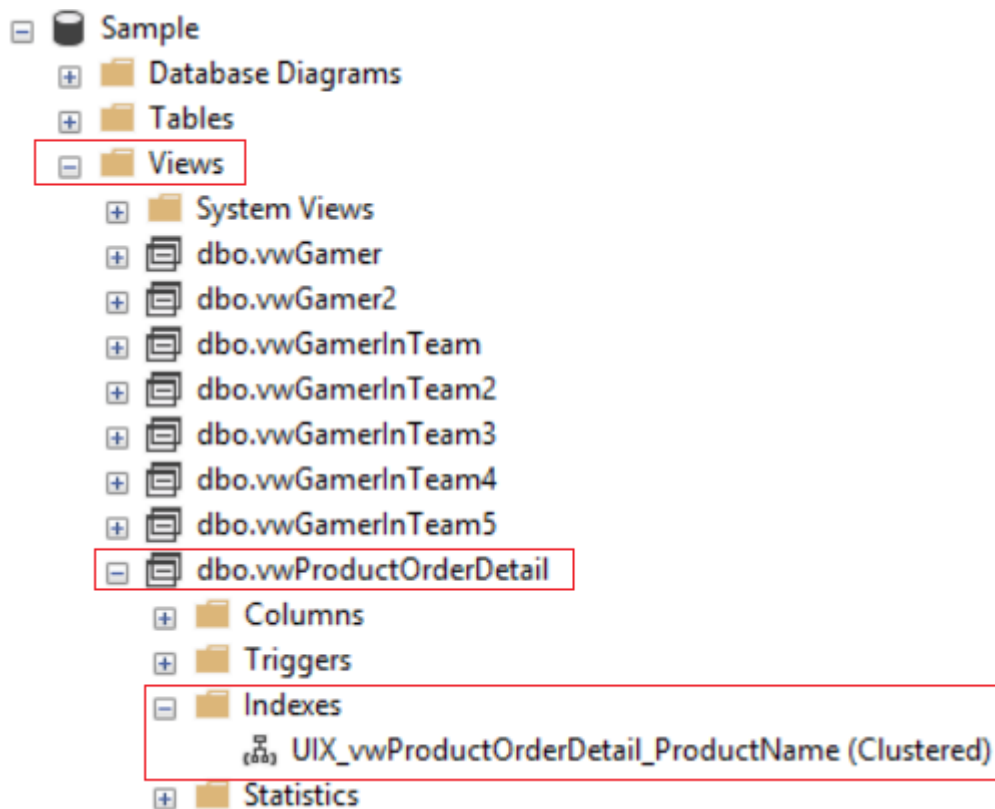 Sample
Database Diagrams
Tables
Views
System Views
dbo.vwGamer
dbo.vwGamer2
dbo.vwGamerInTeam
dbo.vwGamerInTeam2
dbo.vwGamerInTeam3
dbo.vwGamerInTeam4
dbo.vwGamerInTeam5
dbo.vwProductOrderDetail
Columns
Triggers
Indexes
UIX_vwProductOrderDetail_ProductName (Clustered)
Statistics